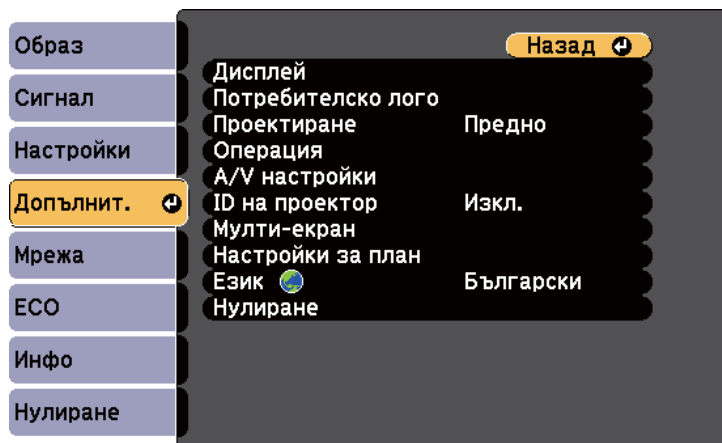 Образ
Сигнал
Настройки
Допълнит.
Мрежа
ECO
Инфо
Нулиране
Назад
Дисплей
Потребителско лого
Проектиране Предно
Операция
A/V настройки
ID на проектор Изкл.
Мулти-екран
Настройки за план
Език Български
Нулиране